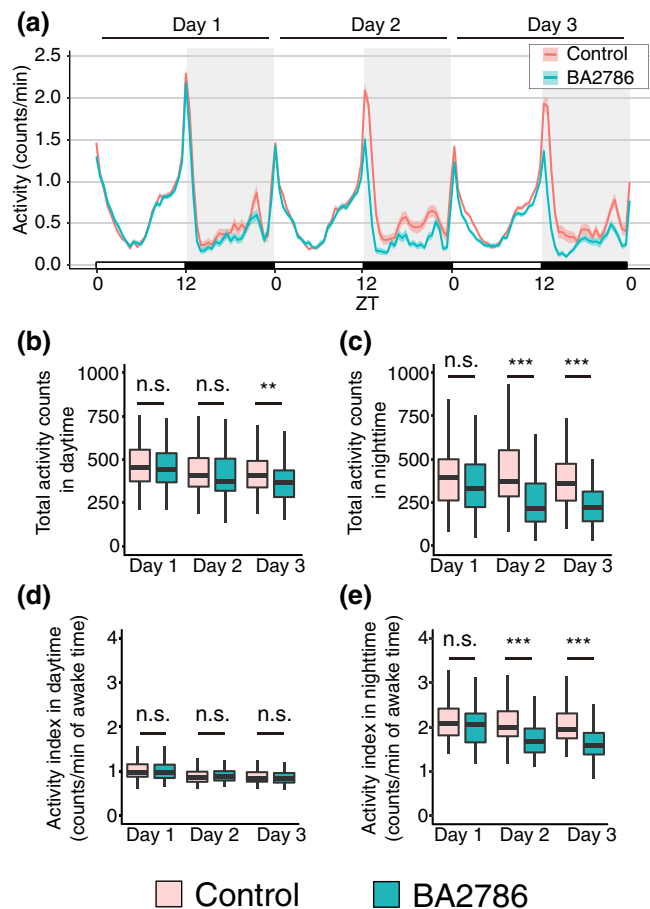 (a)
Day 1 Day 2 Day 3
Control
BA2786
Activity (counts/min)
2.5
2.0
1.5
1.0
0.5
0.0
0 12 0 12 0 12 0
ZT
(b)
Total activity counts
in daytime
1000
750
500
250
0
n.s. n.s. **
Day 1 Day 2 Day 3
(c)
Total activity counts
in nighttime
1000
750
500
250
0
n.s. *** ***
Day 1 Day 2 Day 3
(d)
Activity index in daytime
(counts/min of awake time)
4
3
2
1
0
n.s. n.s. n.s.
Day 1 Day 2 Day 3
(e)
Activity index in nighttime
(counts/min of awake time)
4
3
2
1
0
n.s. *** ***
Day 1 Day 2 Day 3
Control BA2786